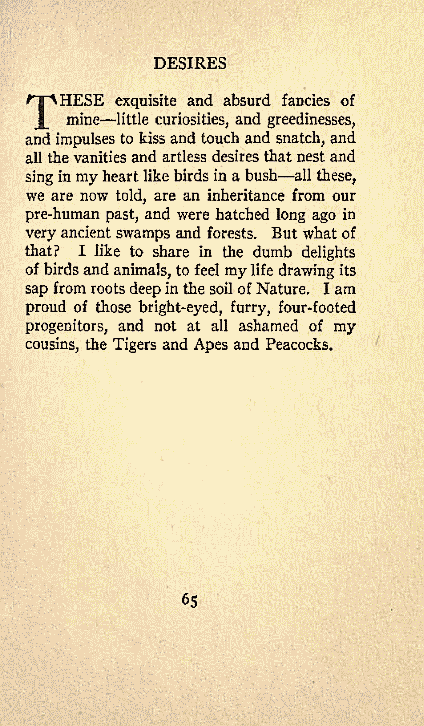 DESIRES
THESE exquisite and absurd fancies of
mine—little curiosities, and greedinesses,
and impulses to kiss and touch and snatch, and
all the vanities and artless desires that nest and
sing in my heart like birds in a bush—all these,
we are now told, are an inheritance from our
pre-human past, and were hatched long ago in
very ancient swamps and forests. But what of
that? I like to share in the dumb delights
of birds and animals, to feel my life drawing its
sap from roots deep in the soil of Nature. I am
proud of those bright-eyed, furry, four-footed
progenitors, and not at all ashamed of my
cousins, the Tigers and Apes and Peacocks.
65